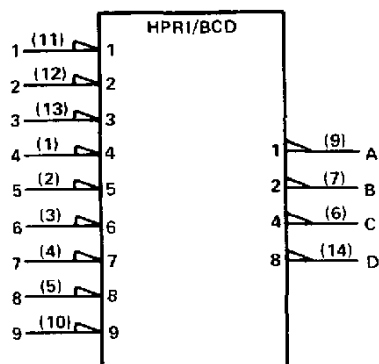 HPRI/BCD
1 (11) 1
2 (12) 2
3 (13) 3
4 (1) 4
5 (2) 5
6 (3) 6
7 (4) 7
8 (5) 8
9 (10) 9
1 (9) A
2 (7) B
4 (6) C
8 (14) D